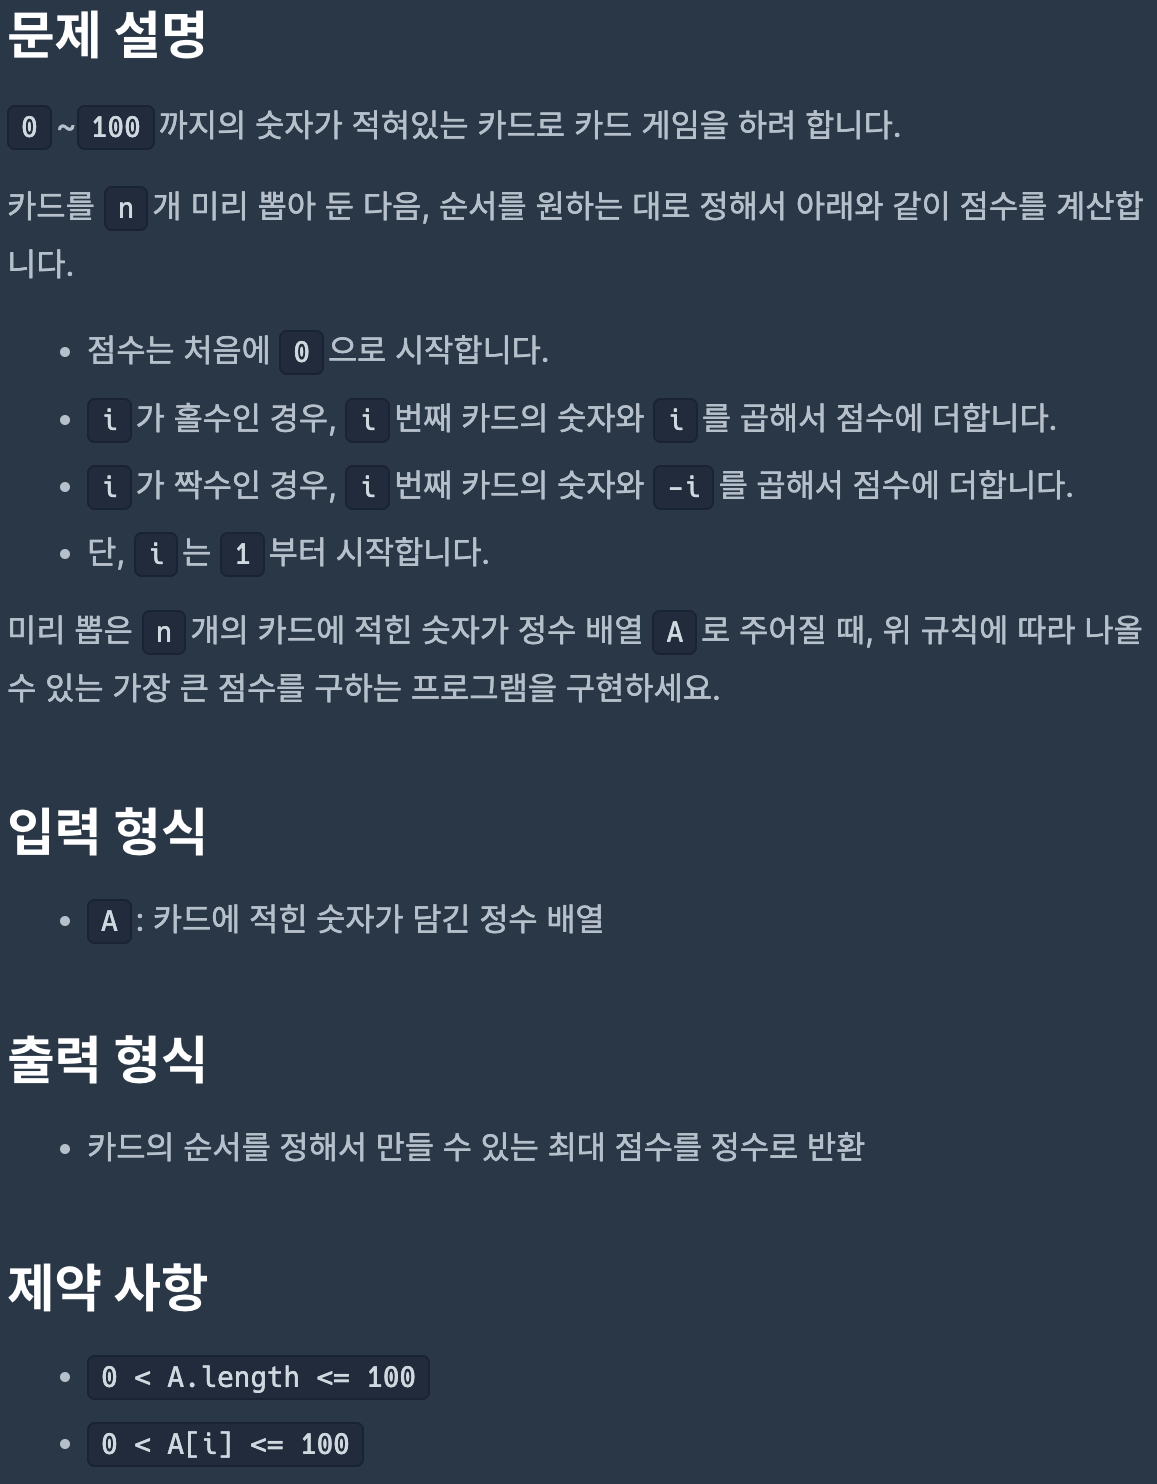 문제 설명
0 ~ 100 까지의 숫자가 적혀있는 카드로 카드 게임을 하려 합니다.
카드를 n 개 미리 뽑아 둔 다음, 순서를 원하는 대로 정해서 아래와 같이 점수를 계산합
니다.
• 점수는 처음에 0 으로 시작합니다.
• i 가 홀수인 경우, i 번째 카드의 숫자와 i 를 곱해서 점수에 더합니다.
• i 가 짝수인 경우, i 번째 카드의 숫자와 -i 를 곱해서 점수에 더합니다.
• 단, i 는 1 부터 시작합니다.
미리 뽑은 n 개의 카드에 적힌 숫자가 정수 배열 A 로 주어질 때, 위 규칙에 따라 나올
수 있는 가장 큰 점수를 구하는 프로그램을 구현하세요.
입력 형식
• A : 카드에 적힌 숫자가 담긴 정수 배열
출력 형식
• 카드의 순서를 정해서 만들 수 있는 최대 점수를 정수로 반환
제약 사항
• 0 < A.length <= 100
• 0 < A[i] <= 100